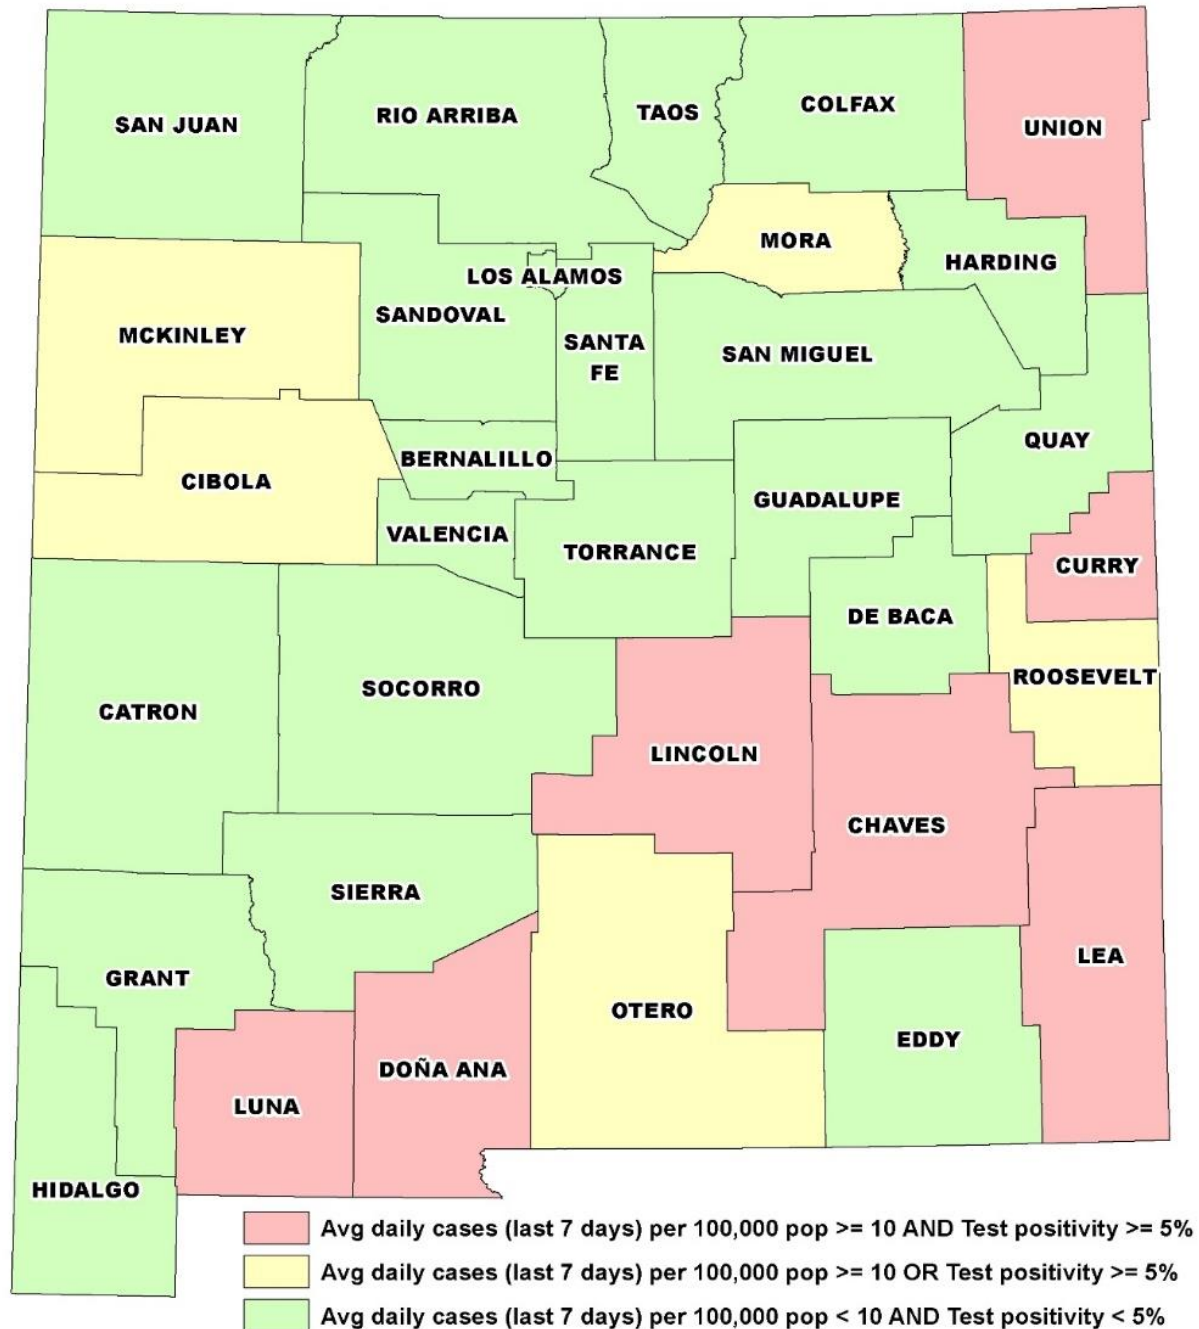 COLFAX
SAN JUAN
RIO ARRIBA
TAOS
UNION
MORA
HARDING
LOS ALAMOS
SANDOVAL
MCKINLEY
SANTA
FE
SAN MIGUEL
QUAY
BERNALILLO
CIBOLA
GUADALUPE
VALENCIA
TORRANCE
CURRY
DE BACA
ROOSEVELT
SOCORRO
CATRON
LINCOLN
CHAVES
SIERRA
LEA
GRANT
OTERO
EDDY
DOÑA ANA
LUNA
HIDALGO
Avg daily cases (last 7 days) per 100,000 pop >= 10 AND Test positivity >= 5%
Avg daily cases (last 7 days) per 100,000 pop >= 10 OR Test positivity >= 5%
Avg daily cases (last 7 days) per 100,000 pop < 10 AND Test positivity < 5%